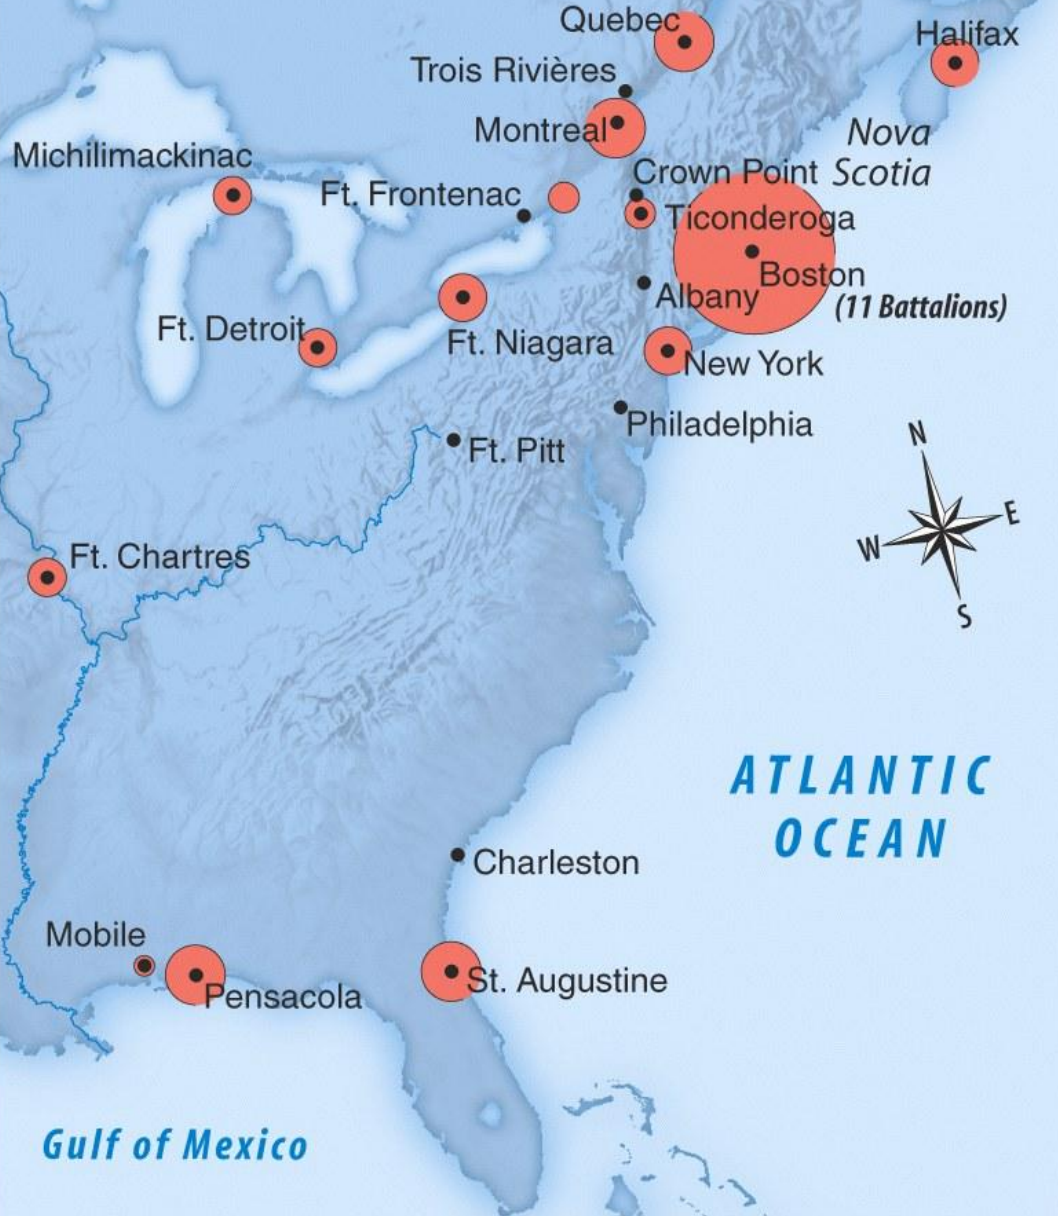 Quebec
Halifax
Trois Rivières
Montreal
Nova
Scotia
Michilimackinac
Crown Point
Ft. Frontenac
Ticonderoga
Boston
(11 Battalions)
Albany
Ft. Detroit
Ft. Niagara
New York
Philadelphia
Ft. Pitt
N
E
W
S
Ft. Chartres
ATLANTIC
OCEAN
Charleston
Mobile
Pensacola
St. Augustine
Gulf of Mexico